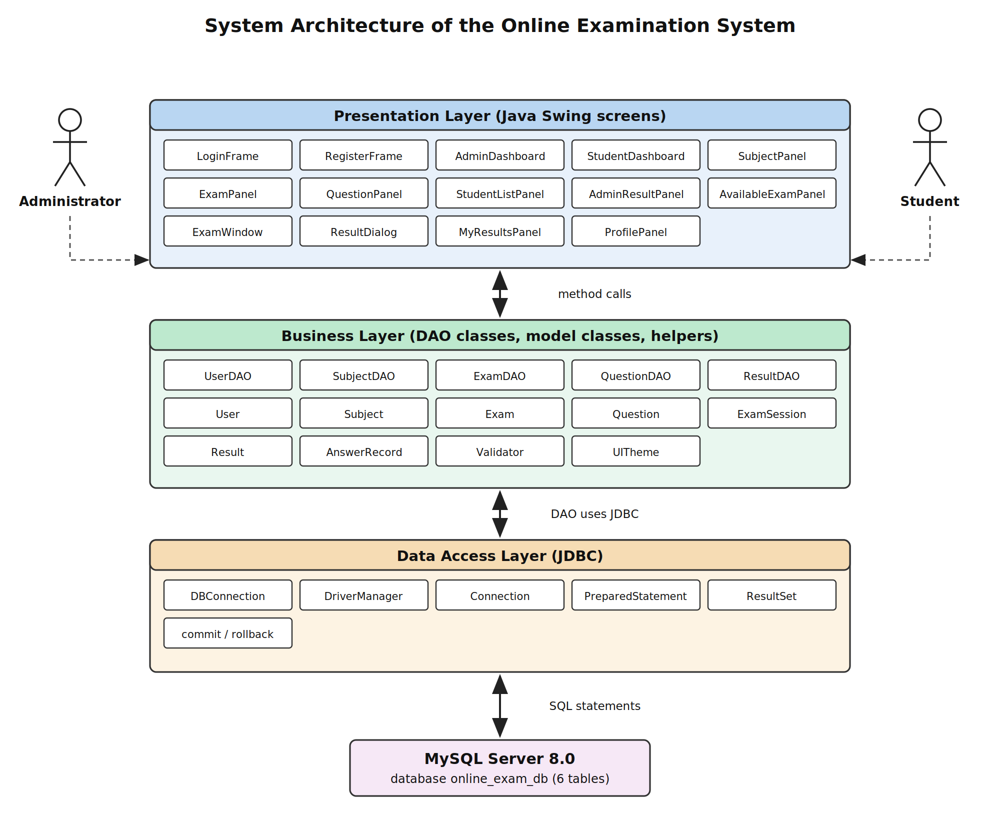 System Architecture of the Online Examination System
Presentation Layer (Java Swing screens)
LoginFrame
RegisterFrame
AdminDashboard
StudentDashboard
SubjectPanel
ExamPanel
QuestionPanel
StudentListPanel
AdminResultPanel
AvailableExamPanel
Administrator
Student
ExamWindow
ResultDialog
MyResultsPanel
ProfilePanel
method calls
Business Layer (DAO classes, model classes, helpers)
UserDAO
SubjectDAO
ExamDAO
QuestionDAO
ResultDAO
User
Subject
Exam
Question
ExamSession
Result
AnswerRecord
Validator
UITheme
DAO uses JDBC
Data Access Layer (JDBC)
DBConnection
DriverManager
Connection
PreparedStatement
ResultSet
commit / rollback
SQL statements
MySQL Server 8.0
database online_exam_db (6 tables)